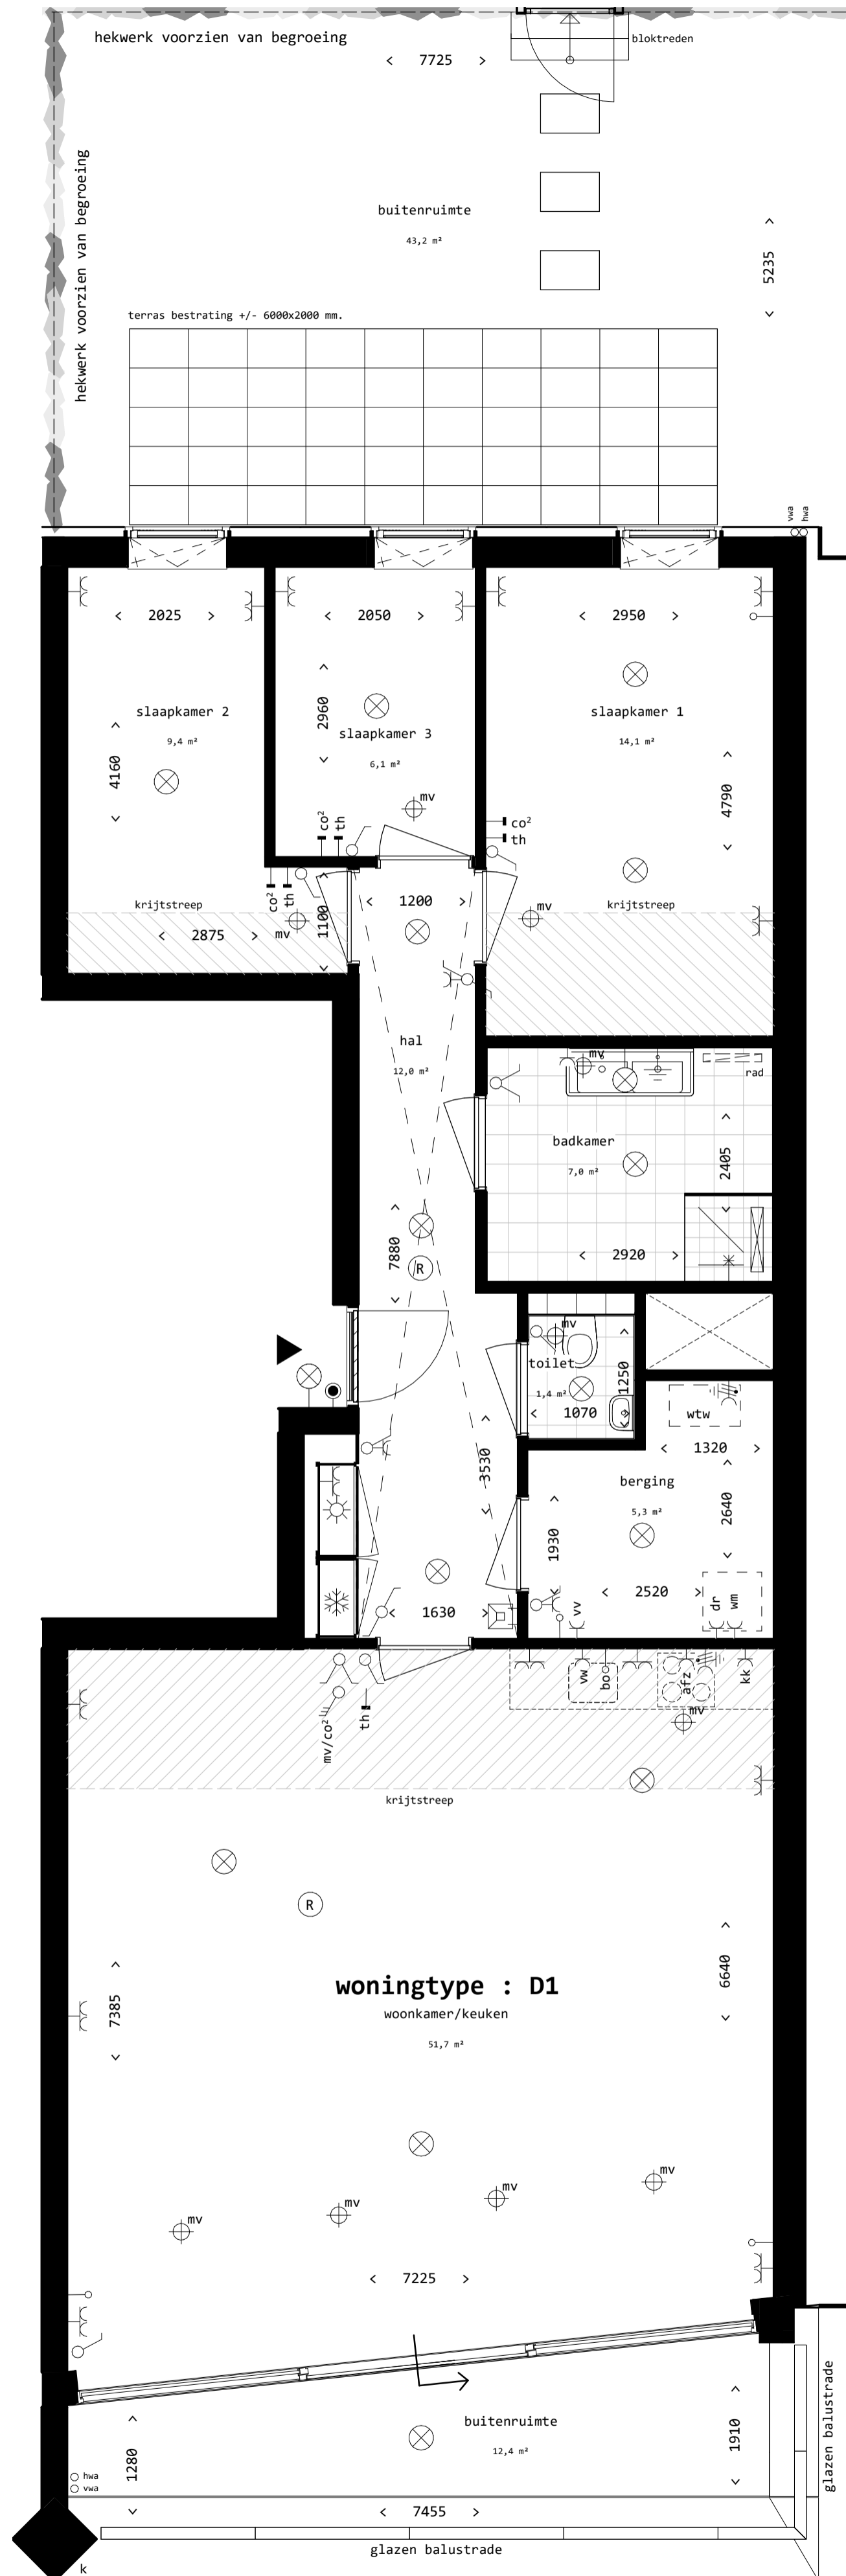 hekwerk voorzien van begroeing
bloktreden
7725
hekwerk voorzien van begroeing
buitenruimte
43,2 m²
5235
terras bestrating +/- 6000x2000 mm.
vwa
hwa
2025
2050
2950
slaapkamer 2
9,4 m²
4160
2960
slaapkamer 3
6,1 m²
slaapkamer 1
14,1 m²
4790
mv
co²
th
co²
th
co²
th
krijtstreep
2875
mv
1100
1200
mv
krijtstreep
hal
12,0 m²
mv
rad
badkamer
7,0 m²
2405
2920
7880
R
mv
toilet
1,4 m²
1250
1070
wtw
1320
3530
berging
5,3 m²
2640
1930
2520
dr
wm
vv
1630
vw
bo
afz
kk
mv
mv/co²
th
krijtstreep
R
woningtype : D1
woonkamer/keuken
51,7 m²
7385
6640
mv
mv
mv
mv
7225
buitenruimte
12,4 m²
1280
1910
hwa
vwa
glazen balustrade
7455
glazen balustrade
k